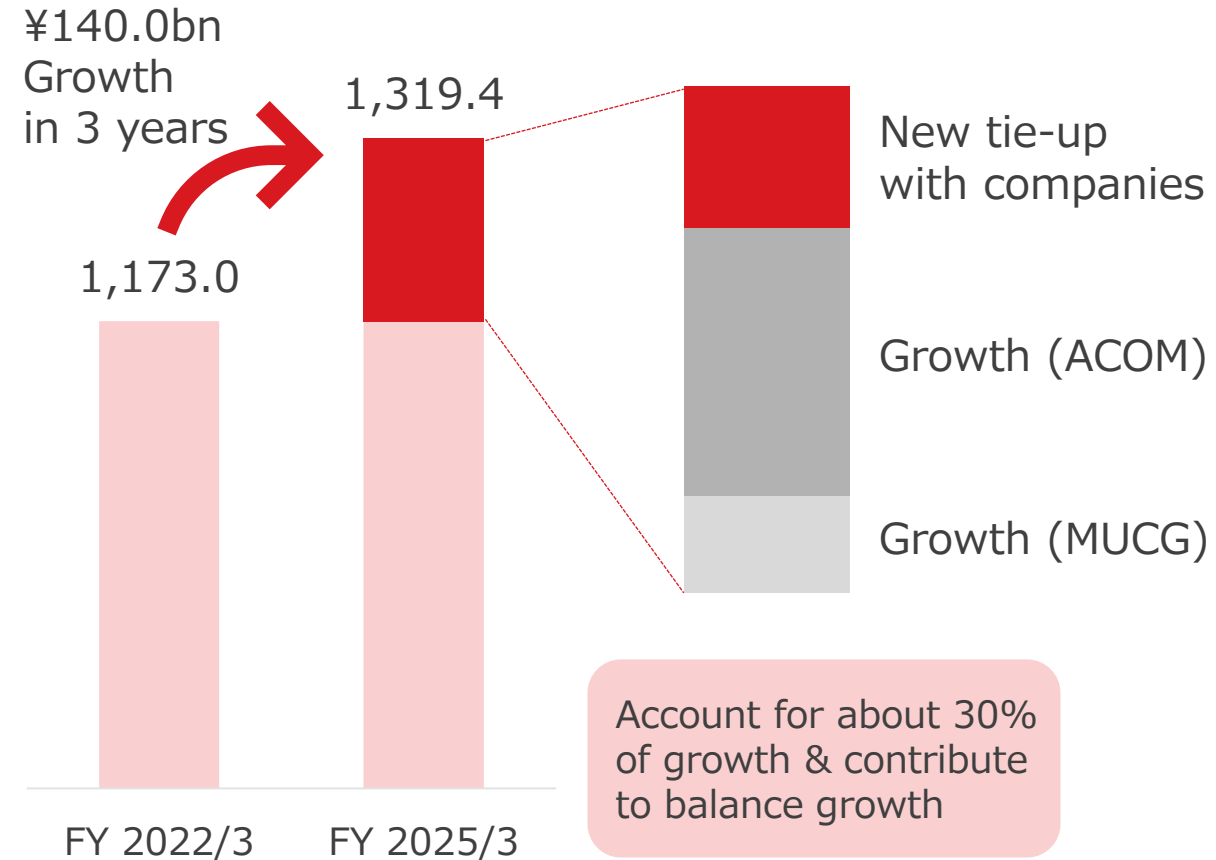 ¥140.0bn
Growth
in 3 years
1,319.4
1,173.0
New tie-up
with companies
Growth (ACOM)
Growth (MUCG)
Account for about 30%
of growth & contribute
to balance growth
FY 2022/3
FY 2025/3